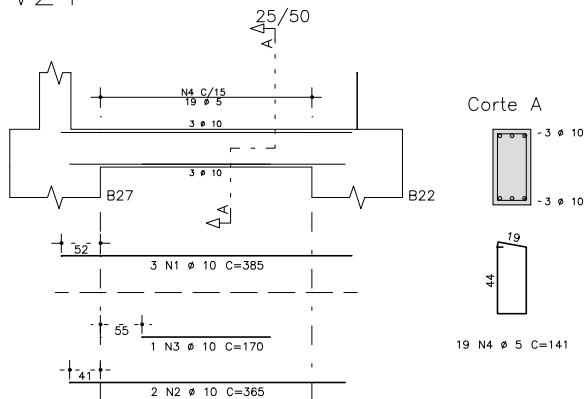 25/50
A
N4 C/15
19 ø 5
3 ø 10
3 ø 10
A
B27
B22
Corte A
3 ø 10
3 ø 10
52
3 N1 ø 10 C=385
55
1 N3 ø 10 C=170
41
2 N2 ø 10 C=365
19
44
19 N4 ø 5 C=141